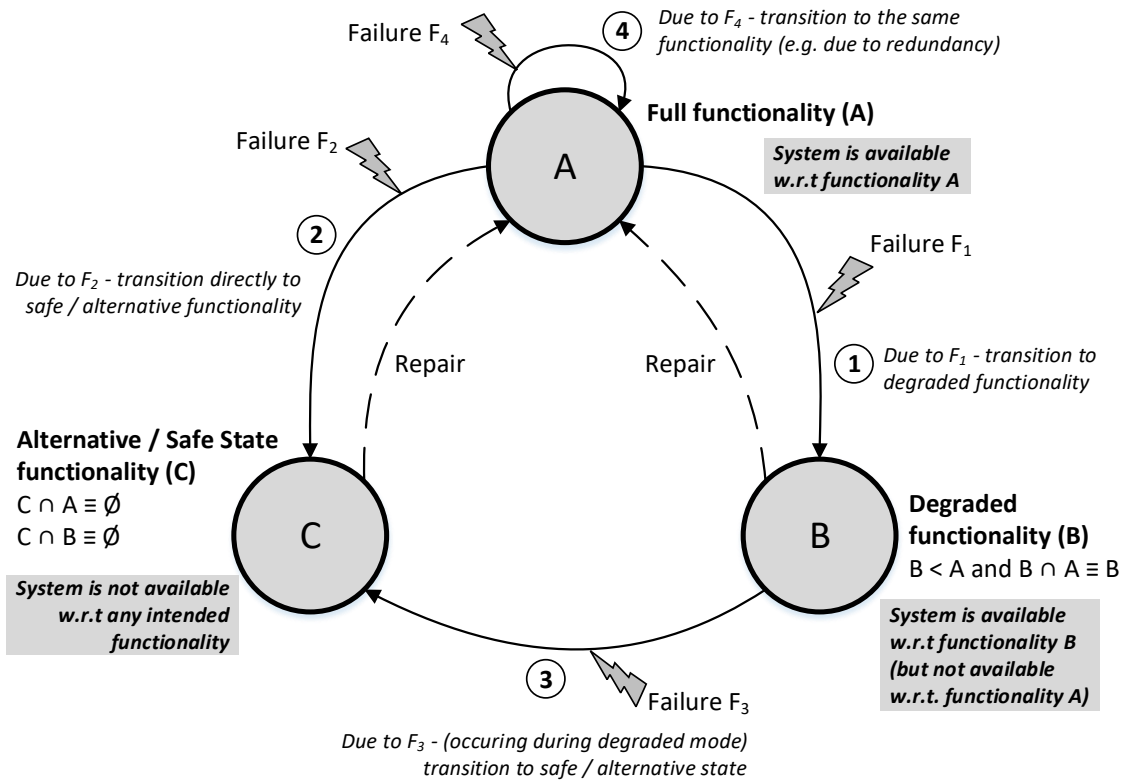 Failure F₄
4
Due to F₄ - transition to the same
functionality (e.g. due to redundancy)
A
Full functionality (A)
System is available
w.r.t functionality A
Failure F₂
2
Due to F₂ - transition directly to
safe / alternative functionality
Failure F₁
1
Due to F₁ - transition to
degraded functionality
Repair
Repair
Alternative / Safe State
functionality (C)
C ∩ A ≡ Ø
C ∩ B ≡ Ø
System is not available
w.r.t any intended
functionality
C
B
Degraded
functionality (B)
B < A and B ∩ A ≡ B
System is available
w.r.t functionality B
(but not available
w.r.t. functionality A)
3
Failure F₃
Due to F₃ - (occuring during degraded mode)
transition to safe / alternative state